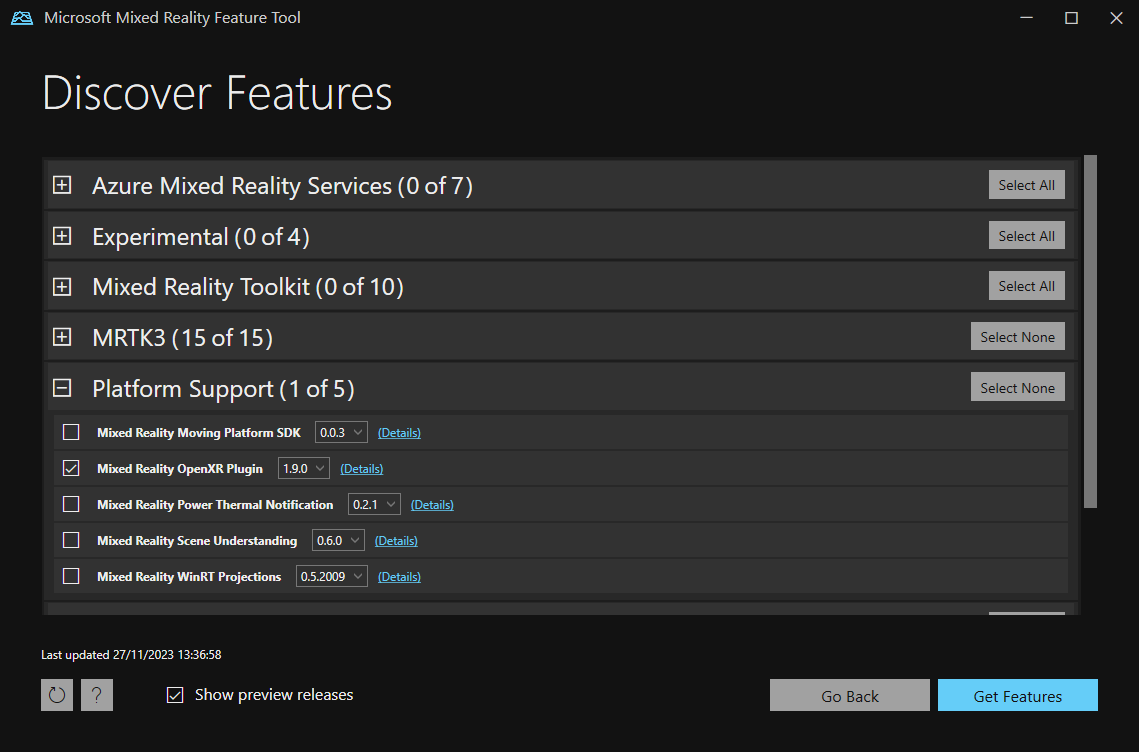 Microsoft Mixed Reality Feature Tool
Discover Features
Azure Mixed Reality Services (0 of 7) Select All
Experimental (0 of 4) Select All
Mixed Reality Toolkit (0 of 10) Select All
MRTK3 (15 of 15) Select None
Platform Support (1 of 5) Select None
Mixed Reality Moving Platform SDK 0.0.3 (Details)
Mixed Reality OpenXR Plugin 1.9.0 (Details)
Mixed Reality Power Thermal Notification 0.2.1 (Details)
Mixed Reality Scene Understanding 0.6.0 (Details)
Mixed Reality WinRT Projections 0.5.2009 (Details)
Last updated 27/11/2023 13:36:58
? Show preview releases Go Back Get Features